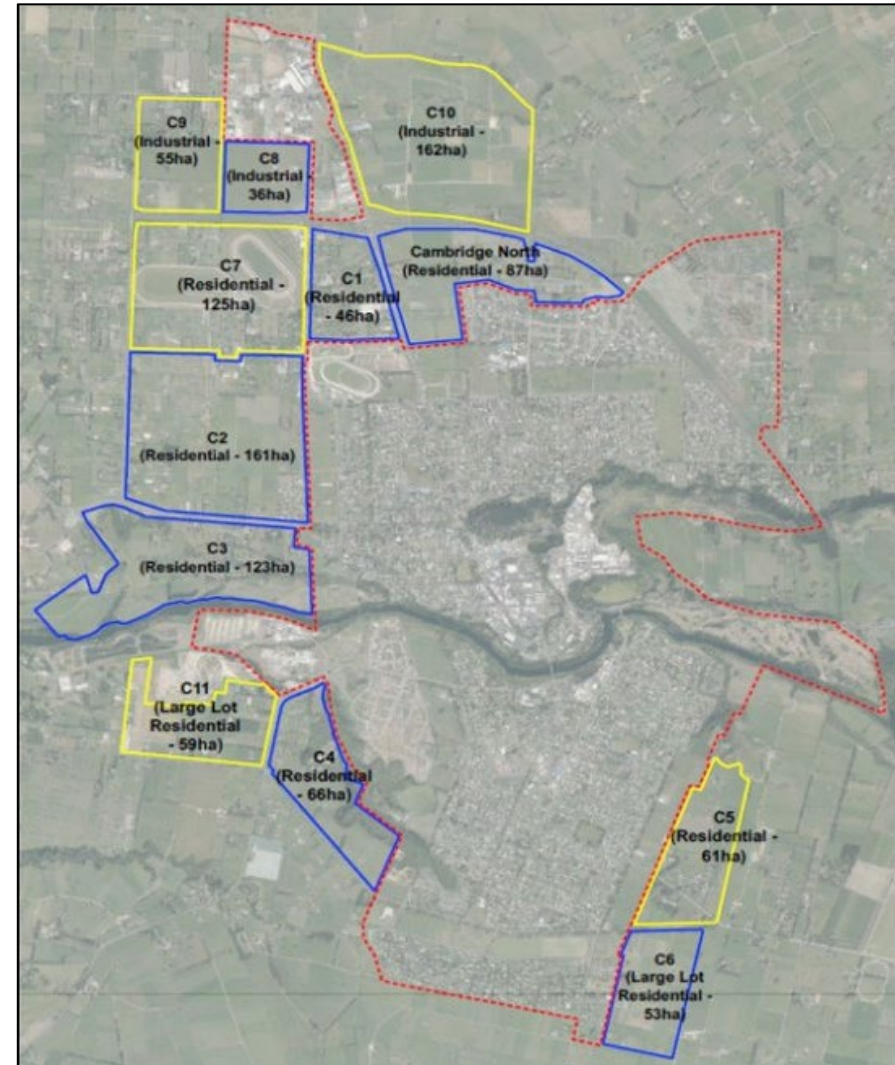 C9
(Industrial -
55ha)
C8
(Industrial -
36ha)
C10
(Industrial -
162ha)
C7
(Residential -
125ha)
C1
(Residential
- 46ha)
Cambridge North
(Residential - 87ha)
C2
(Residential - 161ha)
C3
(Residential - 123ha)
C11
(Large Lot
Residential
- 59ha)
C4
(Residential
- 66ha)
C5
(Residential -
61ha)
C6
(Large Lot
Residential -
53ha)